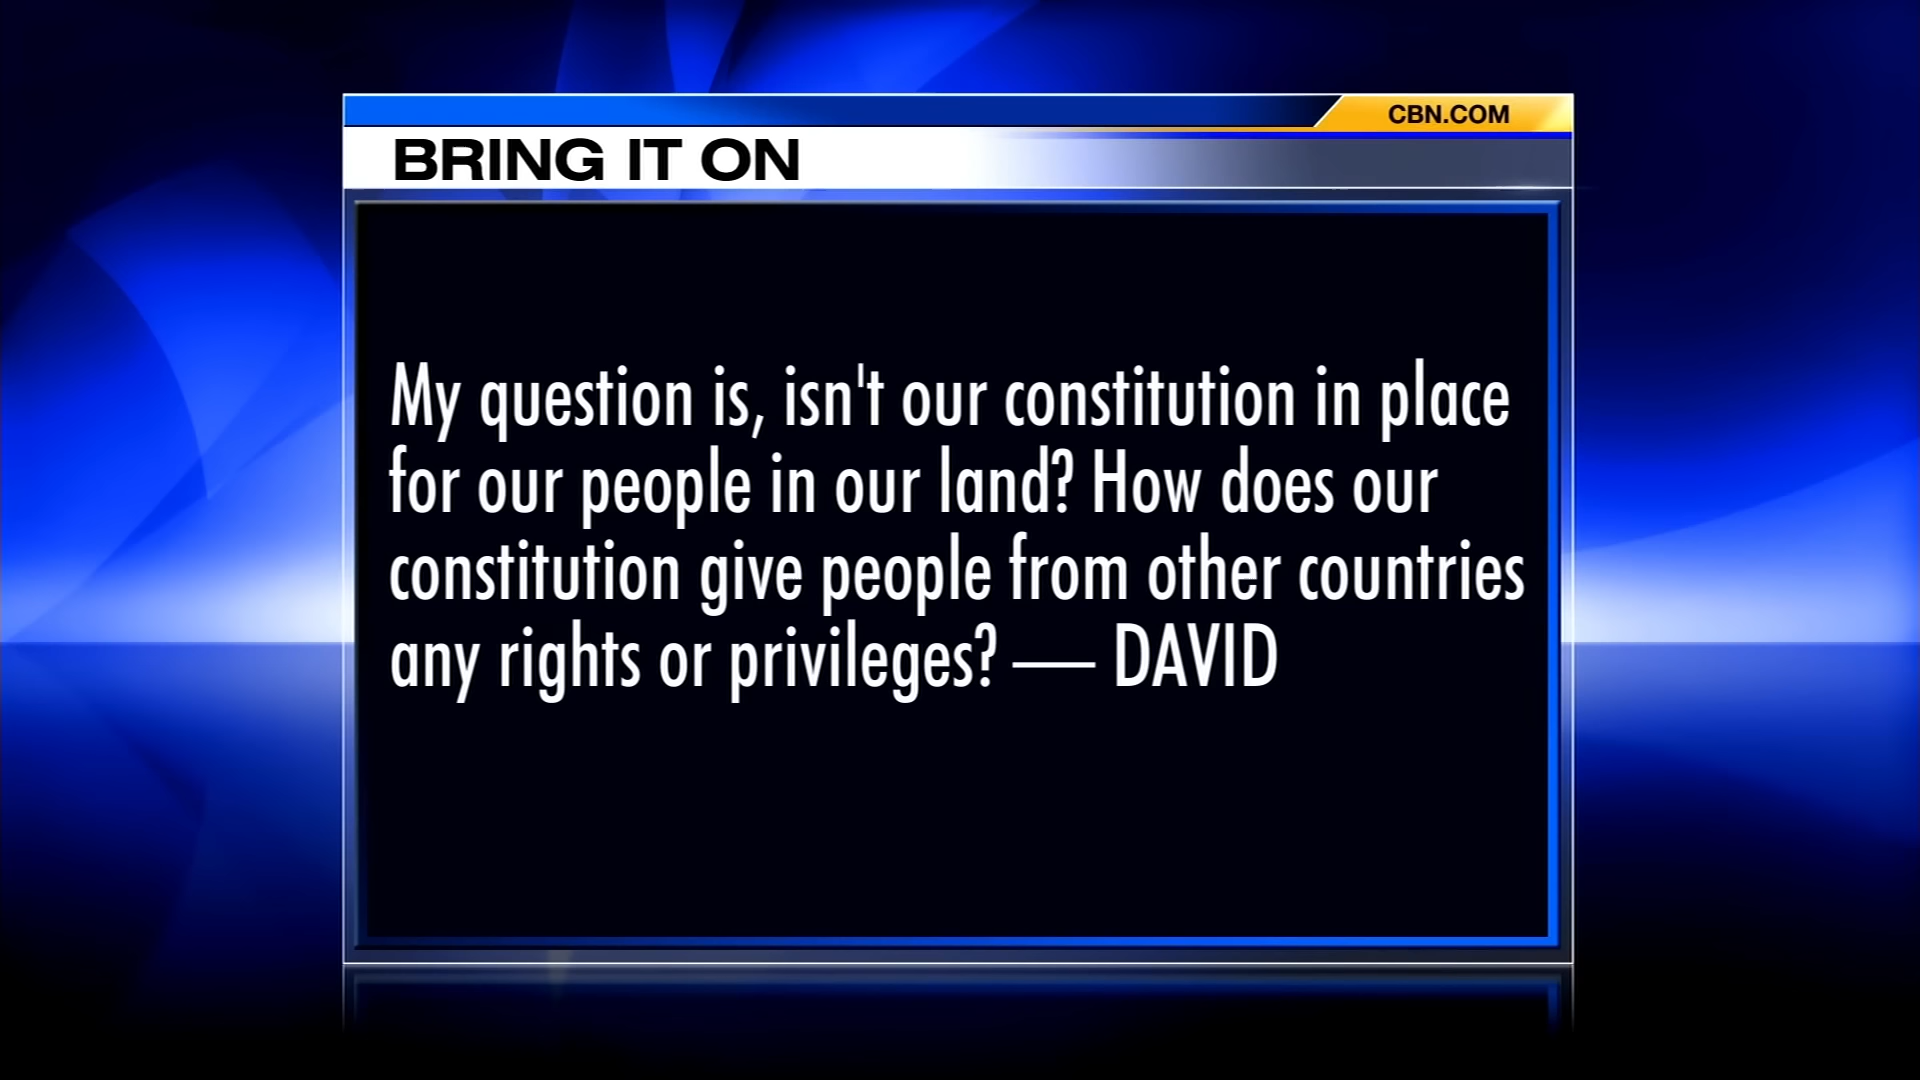 CBN.COM
BRING IT ON
My question is, isn't our constitution in place
for our people in our land? How does our
constitution give people from other countries
any rights or privileges? — DAVID